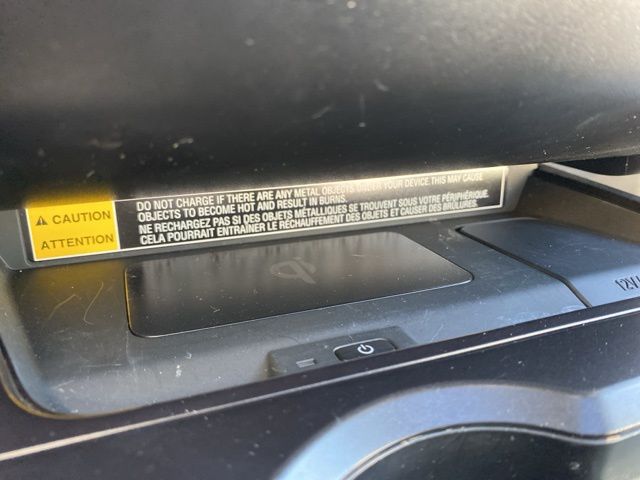 CAUTION
ATTENTION
DO NOT CHARGE IF THERE ARE ANY METAL OBJECTS UNDER YOUR DEVICE. THIS MAY CAUSE
OBJECTS TO BECOME HOT AND RESULT IN BURNS.
NE RECHARGEZ PAS SI DES OBJETS MÉTALLIQUES SE TROUVENT SOUS VOTRE PÉRIPHÉRIQUE.
CELA POURRAIT ENTRAÎNER LE RÉCHAUFFEMENT DES OBJETS ET CAUSER DES BRÛLURES.